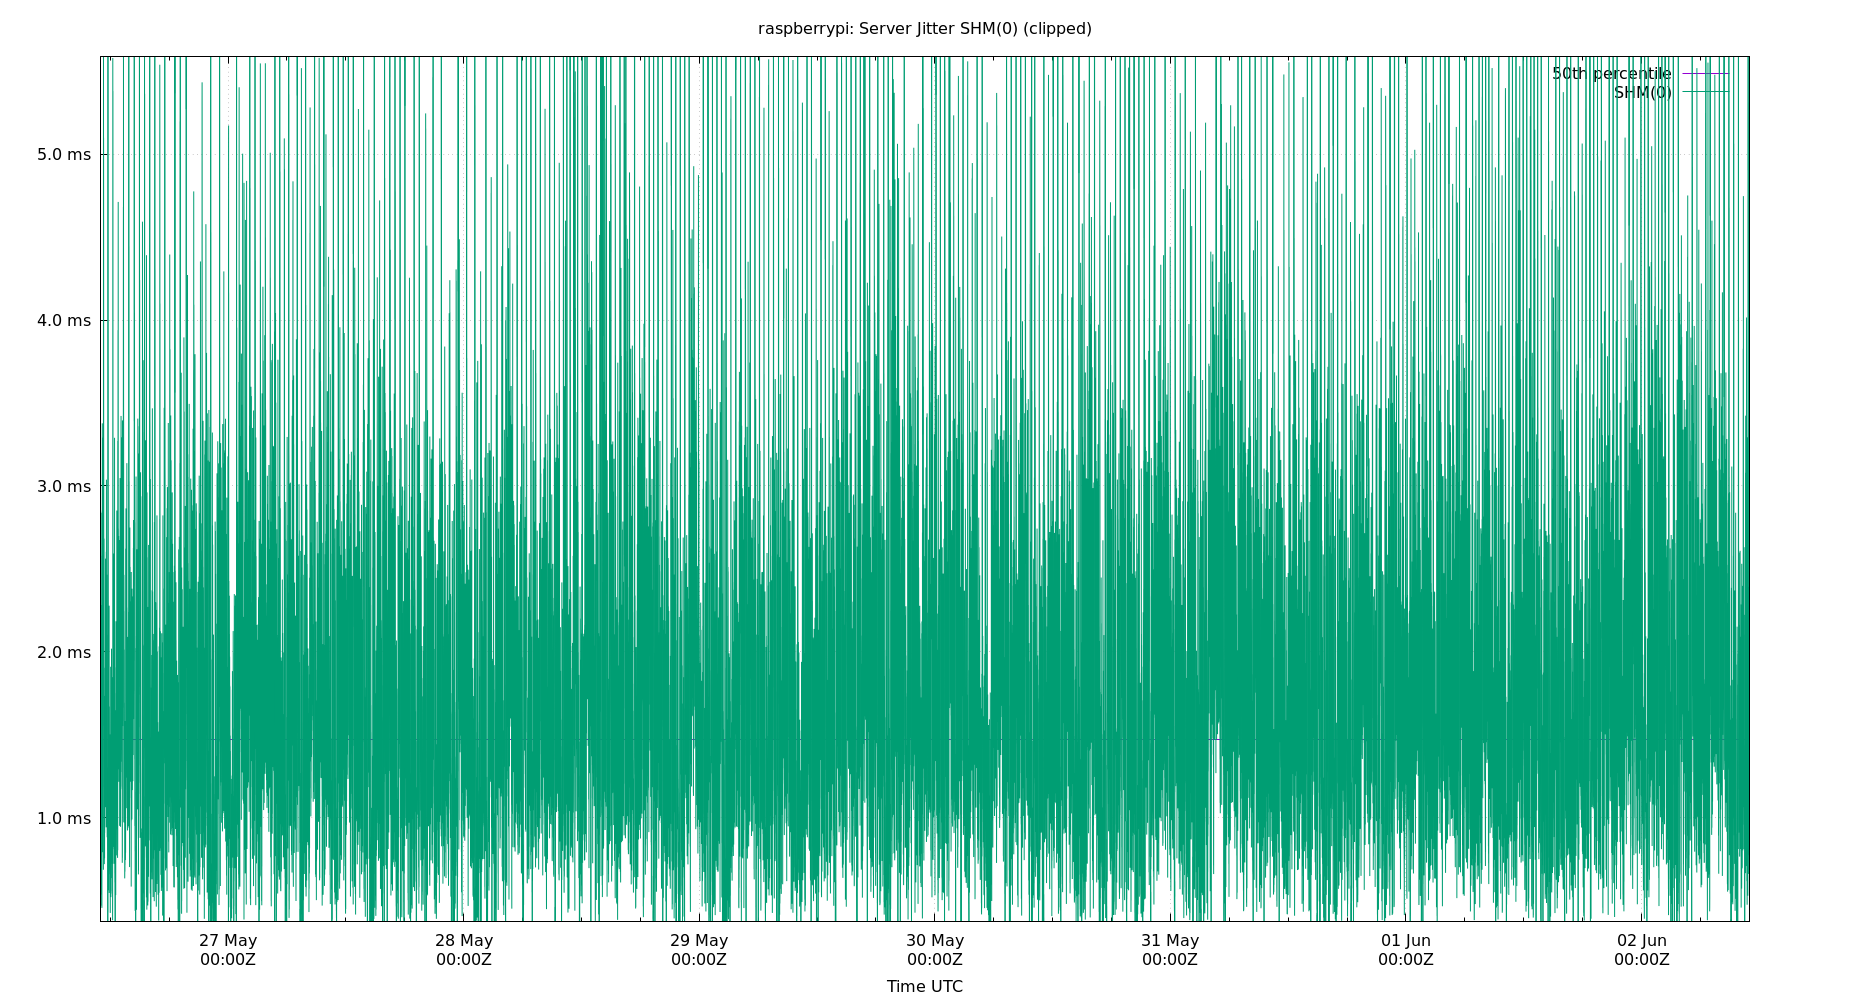 raspberrypi: Server Jitter SHM(0) (clipped)
50th percentile
SHM(0)
5.0 ms
4.0 ms
3.0 ms
2.0 ms
1.0 ms
27 May 28 May 29 May 30 May 31 May 01 Jun 02 Jun
00:00Z 00:00Z 00:00Z 00:00Z 00:00Z 00:00Z 00:00Z
Time UTC